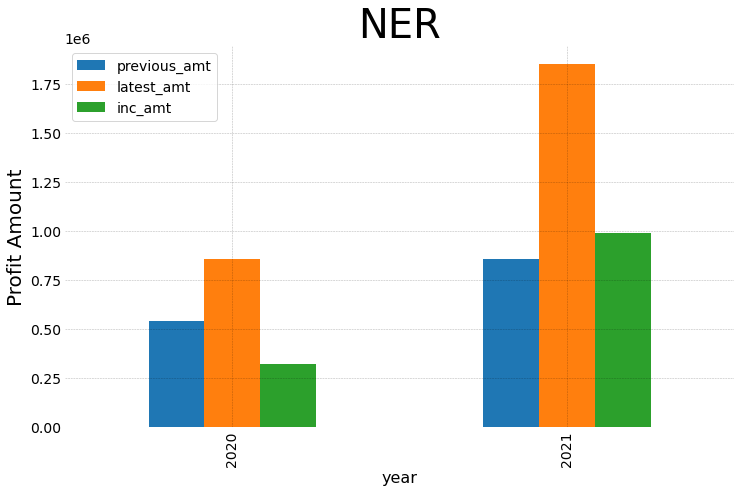 NER
1e6
previous_amt
latest_amt
inc_amt
Profit Amount
1.75
1.50
1.25
1.00
0.75
0.50
0.25
0.00
2020
2021
year